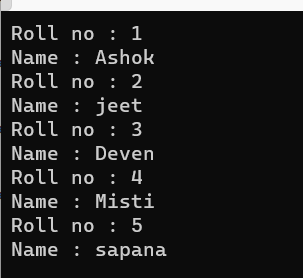 Roll no : 1
Name : Ashok
Roll no : 2
Name : jeet
Roll no : 3
Name : Deven
Roll no : 4
Name : Misti
Roll no : 5
Name : sapana